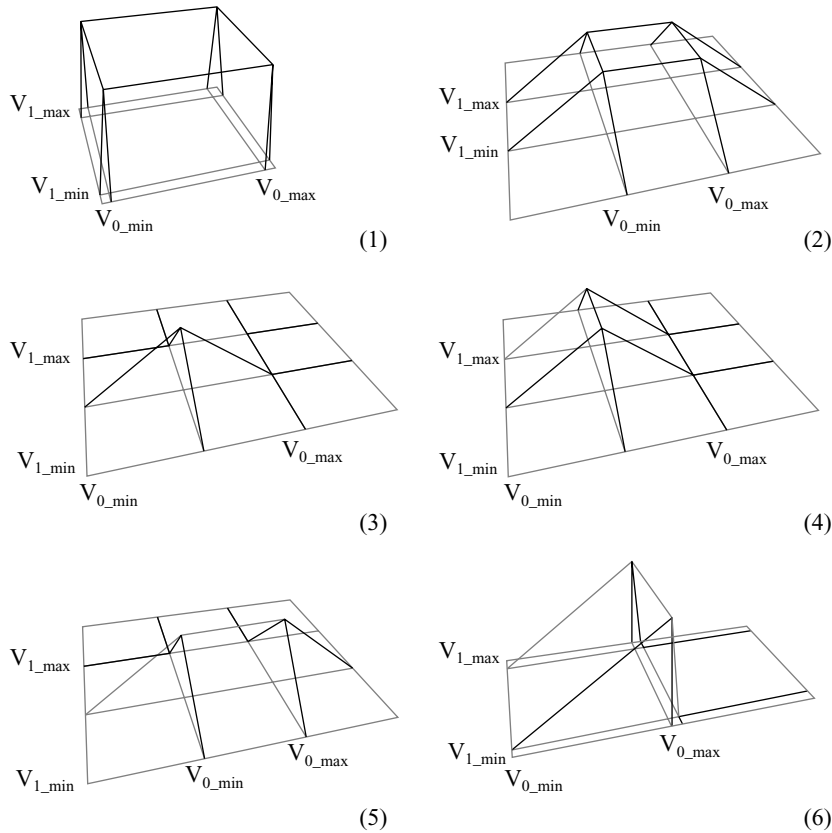 V1_max
V1_min
V0_min
V0_max
(1)
V1_max
V1_min
V0_min
V0_max
(2)
V1_max
V1_min
V0_min
V0_max
(3)
V1_max
V1_min
V0_min
V0_max
(4)
V1_max
V1_min
V0_min
V0_max
(5)
V1_max
V1_min
V0_min
V0_max
(6)